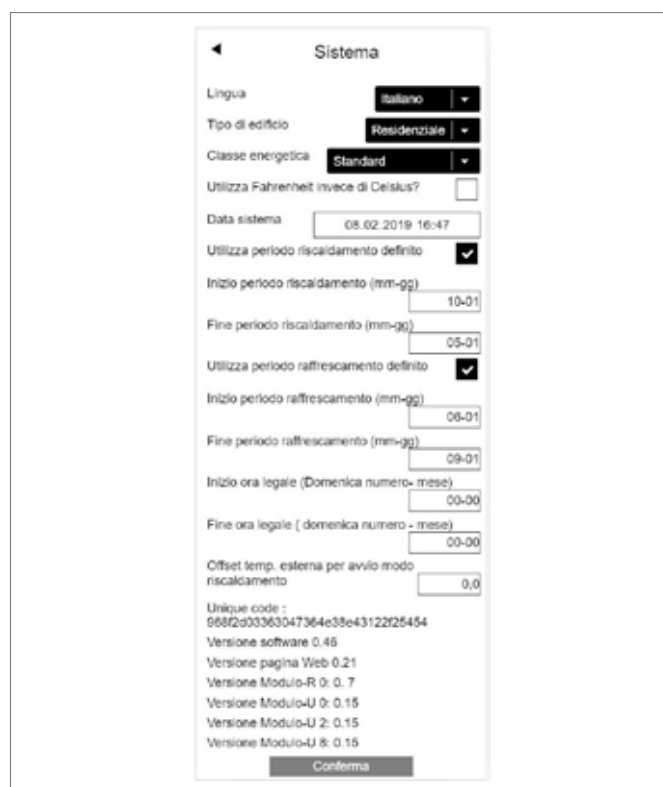 Sistema
Lingua
Italiano
Tipo di edificio
Residenziale
Classe energetica
Standard
Utilizza Fahrenheit invece di Celsius?
Data sistema
08.02.2019 16:47
Utilizza periodo riscaldamento definito
Inizio periodo riscaldamento (mm-gg)
10-01
Fine periodo riscaldamento (mm-gg)
05-01
Utilizza periodo raffrescamento definito
Inizio periodo raffrescamento (mm-gg)
06-01
Fine periodo raffrescamento (mm-gg)
09-01
Inizio ora legale (Domenica numero- mese)
00-00
Fine ora legale ( domenica numero - mese)
00-00
Offset temp. esterna per avvio modo
riscaldamento
0,0
Unique code :
968f2d03363047364e38e43122f25454
Versione software 0.46
Versione pagina Web 0.21
Versione Modulo-R 0: 0. 7
Versione Modulo-U 0: 0.15
Versione Modulo-U 2: 0.15
Versione Modulo-U 8: 0.15
Conferma